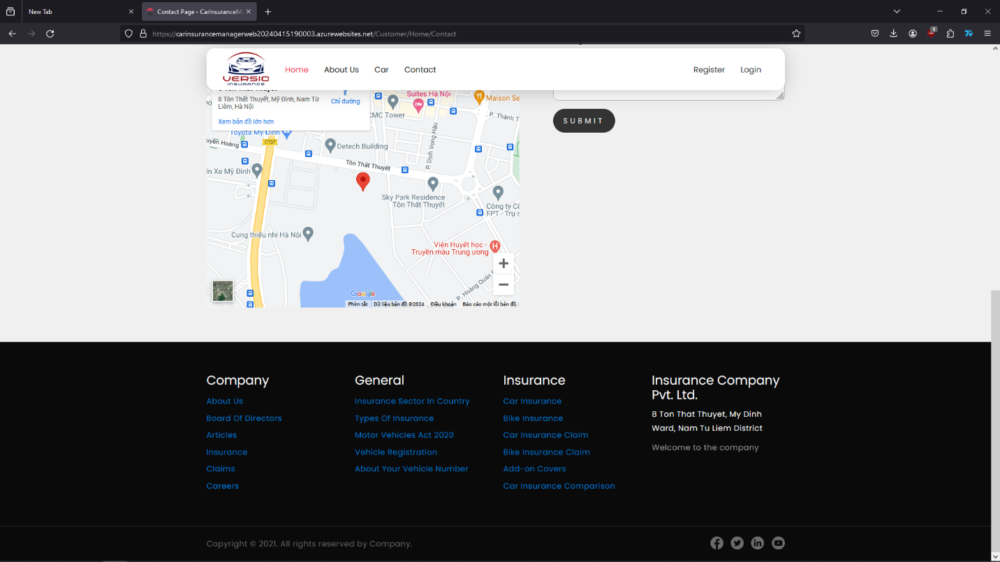 New Tab
Contact Page - CarInsuranceMa
https://carinsurancemanagerweb20240415190003.azurewebsites.net/Customer/Home/Contact
1
VERSIC
INSURANCE
Home
About Us
Car
Contact
Register
Login
8 Tôn Thất Thuyết, Mỹ Đình, Nam Từ
Liêm, Hà Nội
Chỉ đường
Xem bản đồ lớn hơn
Suites Hà Nội
Maison Se
CMC Tower
P. Thành T
Toyota Mỹ Đình
P. Dịch Vọng Hậu
uyễn Hoàng
CT37
Detech Building
Tôn Thất Thuyết
ến Xe Mỹ Đình
Sky Park Residence
Tôn Thất Thuyết
Công ty Cổ
FPT - Trụ s
Cung thiếu nhi Hà Nội
Viện Huyết học -
Truyền máu Trung ương
P. Hoàng Quán C
Google
Phím tắt
Dữ liệu bản đồ ©2024
Điều khoản
Báo cáo một lỗi bản đồ
SUBMIT
Company
About Us
Board Of Directors
Articles
Insurance
Claims
Careers
General
Insurance Sector In Country
Types Of Insurance
Motor Vehicles Act 2020
Vehicle Registration
About Your Vehicle Number
Insurance
Car Insurance
Bike Insurance
Car Insurance Claim
Bike Insurance Claim
Add-on Covers
Car Insurance Comparison
Insurance Company
Pvt. Ltd.
8 Ton That Thuyet, My Dinh
Ward, Nam Tu Liem District
Welcome to the company
Copyright © 2021. All rights reserved by Company.